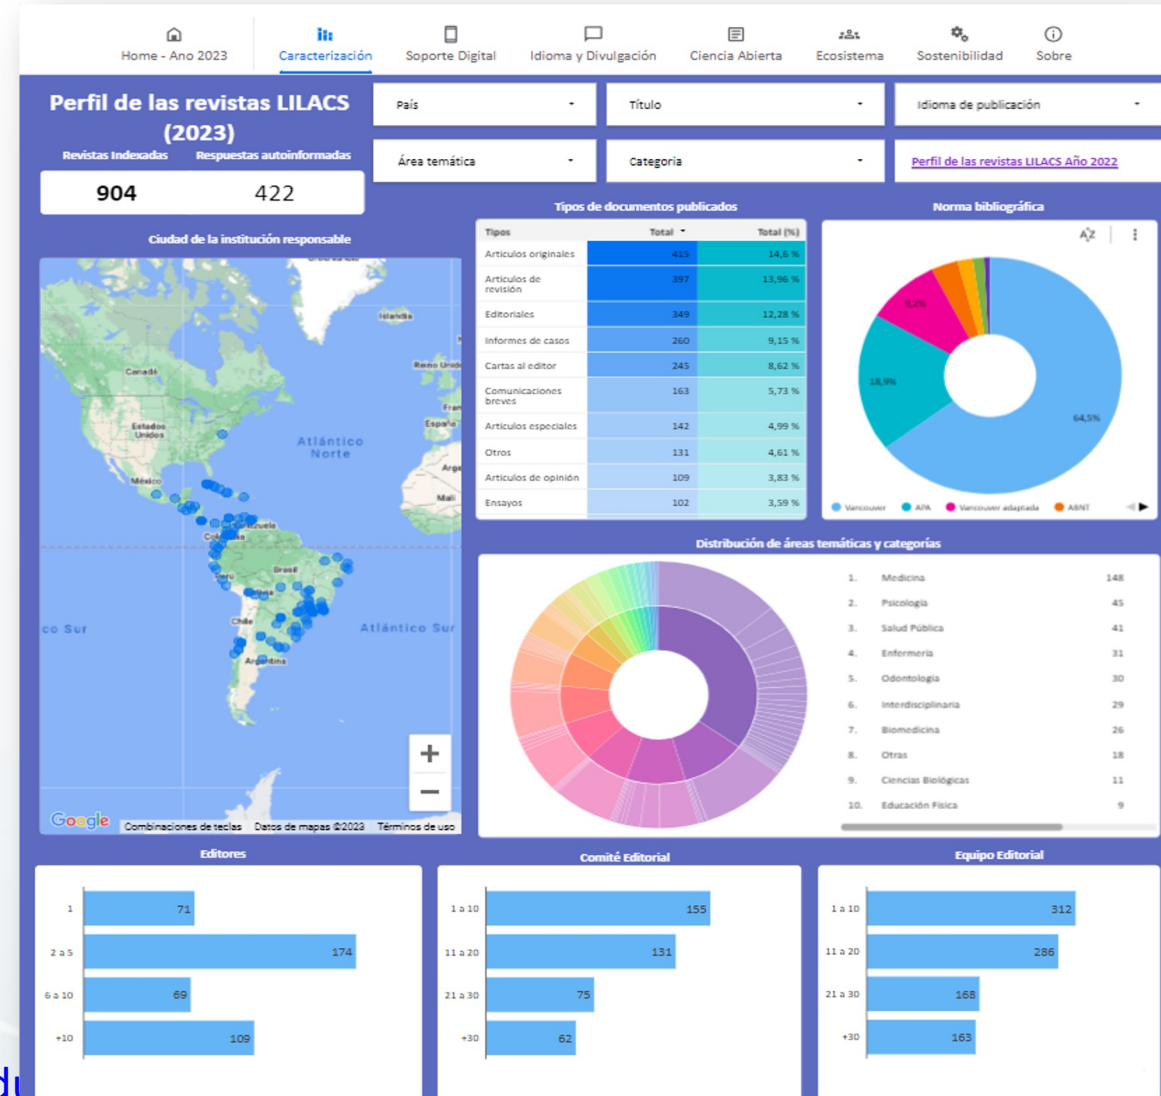 Home - Ano 2023
Caracterización
Soporte Digital
Idioma y Divulgación
Ciencia Abierta
Ecosistema
Sostenibilidad
Sobre
Perfil de las revistas LILACS
(2023)
Revistas Indexadas
Respuestas autoinformadas
904
422
País
Título
Idioma de publicación
Área temática
Categoria
Perfil de las revistas LILACS Año 2022
Ciudad de la institución responsable
Islandia
Canadá
Reino Unido
Estados
Unidos
España
Atlántico
Norte
México
Mali
Brasil
Perú
Chile
Atlántico Sur
co Sur
Argentina
Google
Combinaciones de teclas
Datos de mapas ©2023
Términos de uso
Tipos de documentos publicados
Tipos Total Total (%)
Artículos originales 415 14,6 %
Artículos de
revisión 397 13,96 %
Editoriales 349 12,28 %
Informes de casos 260 9,15 %
Cartas al editor 245 8,62 %
Comunicaciones
breves 163 5,73 %
Artículos especiales 142 4,99 %
Otros 131 4,61 %
Artículos de opinión 109 3,83 %
Ensayos 102 3,59 %
Norma bibliográfica
9,2%
18,9%
64,5%
Vancouver
APA
Vancouver adaptada
ABNT
Distribución de áreas temáticas y categorías
1. Medicina 148
2. Psicología 45
3. Salud Pública 41
4. Enfermería 31
5. Odontología 30
6. Interdisciplinaria 29
7. Biomedicina 26
8. Otras 18
9. Ciencias Biológicas 11
10. Educación Física 9
Editores
1 71
2 a 5 174
6 a 10 69
+10 109
Comité Editorial
1 a 10 155
11 a 20 131
21 a 30 75
+30 62
Equipo Editorial
1 a 10 312
11 a 20 286
21 a 30 168
+30 163